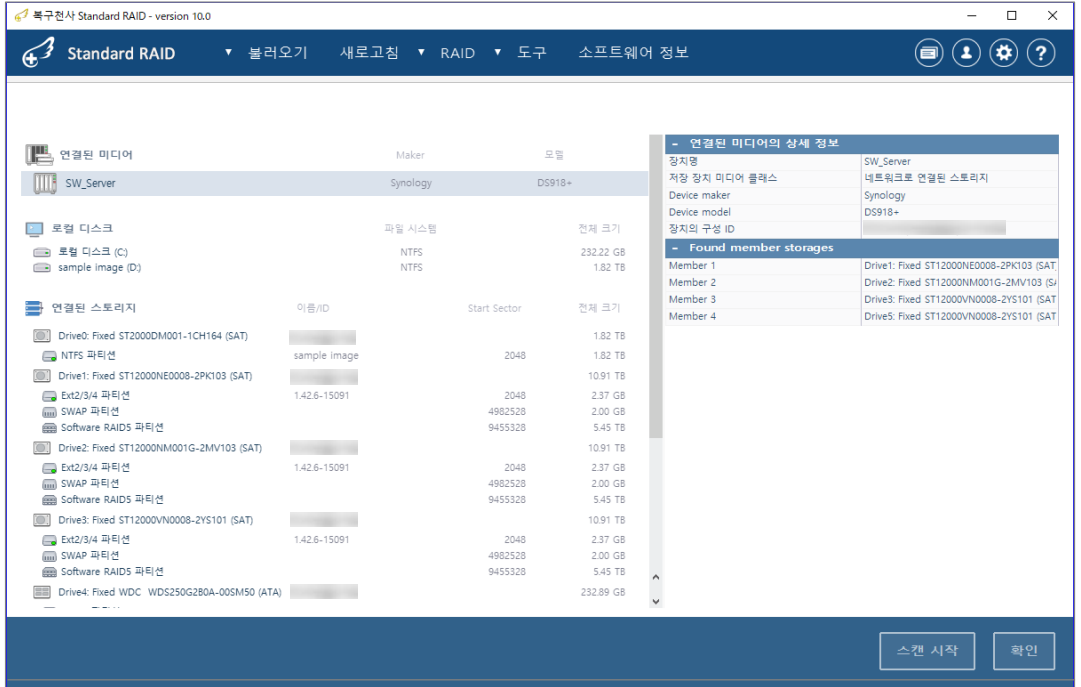 복구천사 Standard RAID - version 10.0
Standard RAID ▼ 불러오기 새로고침 ▼ RAID ▼ 도구 소프트웨어 정보
연결된 미디어 Maker 모델
SW_Server Synology DS918+
로컬 디스크 파일 시스템 전체 크기
로컬 디스크 (C:) NTFS 232.22 GB
sample image (D:) NTFS 1.82 TB
연결된 스토리지 이름/ID Start Sector 전체 크기
Drive0: Fixed ST2000DM001-1CH164 (SAT) 1.82 TB
NTFS 파티션 sample image 2048 1.82 TB
Drive1: Fixed ST12000NE0008-2PK103 (SAT) 10.91 TB
Ext2/3/4 파티션 1.42.6-15091 2048 2.37 GB
SWAP 파티션 4982528 2.00 GB
Software RAID5 파티션 9455328 5.45 TB
Drive2: Fixed ST12000NM001G-2MV103 (SAT) 10.91 TB
Ext2/3/4 파티션 1.42.6-15091 2048 2.37 GB
SWAP 파티션 4982528 2.00 GB
Software RAID5 파티션 9455328 5.45 TB
Drive3: Fixed ST12000VN0008-2YS101 (SAT) 10.91 TB
Ext2/3/4 파티션 1.42.6-15091 2048 2.37 GB
SWAP 파티션 4982528 2.00 GB
Software RAID5 파티션 9455328 5.45 TB
Drive4: Fixed WDC WDS250G2B0A-00SM50 (ATA) 232.89 GB
- 연결된 미디어의 상세 정보
장치명 SW_Server
저장 장치 미디어 클래스 네트워크로 연결된 스토리지
Device maker Synology
Device model DS918+
장치의 구성 ID
- Found member storages
Member 1 Drive1: Fixed ST12000NE0008-2PK103 (SAT
Member 2 Drive2: Fixed ST12000NM001G-2MV103 (SA
Member 3 Drive3: Fixed ST12000VN0008-2YS101 (SAT
Member 4 Drive5: Fixed ST12000VN0008-2YS101 (SAT
스캔 시작 확인